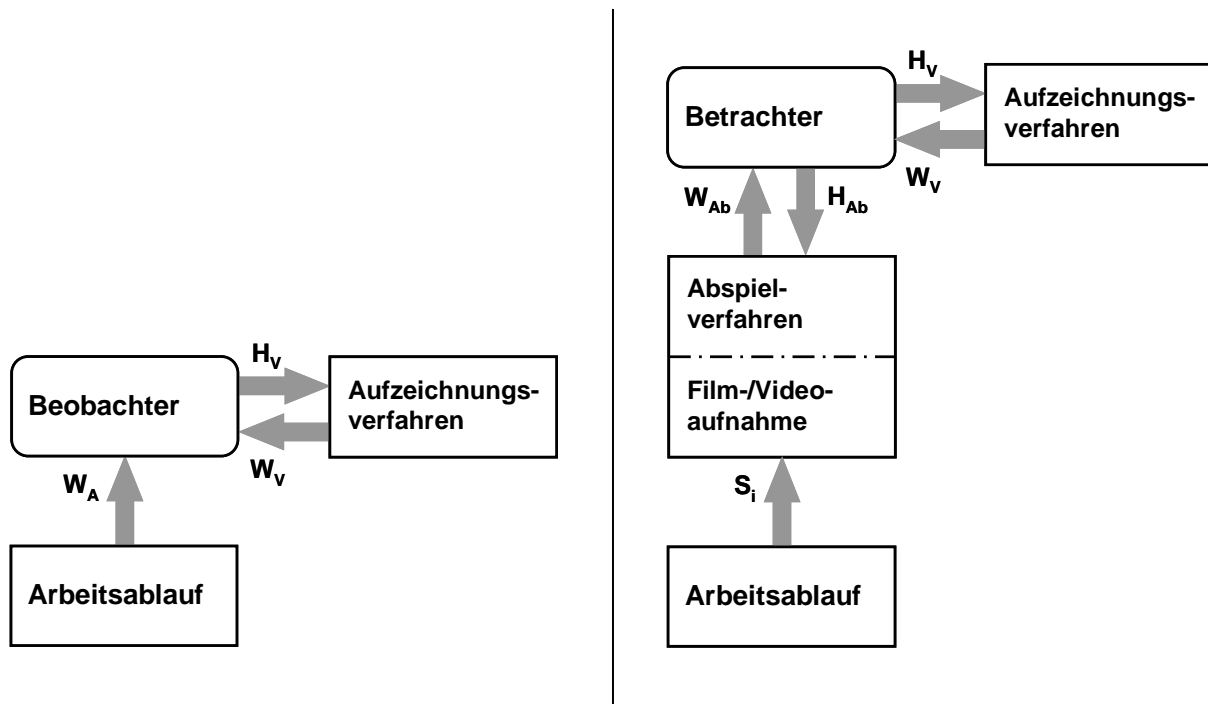 H_V
Beobachter
Aufzeichnungs-
verfahren
W_V
W_A
Arbeitsablauf
H_V
Betrachter
Aufzeichnungs-
verfahren
W_V
W_Ab
H_Ab
Abspiel-
verfahren
Film-/Video-
aufnahme
S_i
Arbeitsablauf